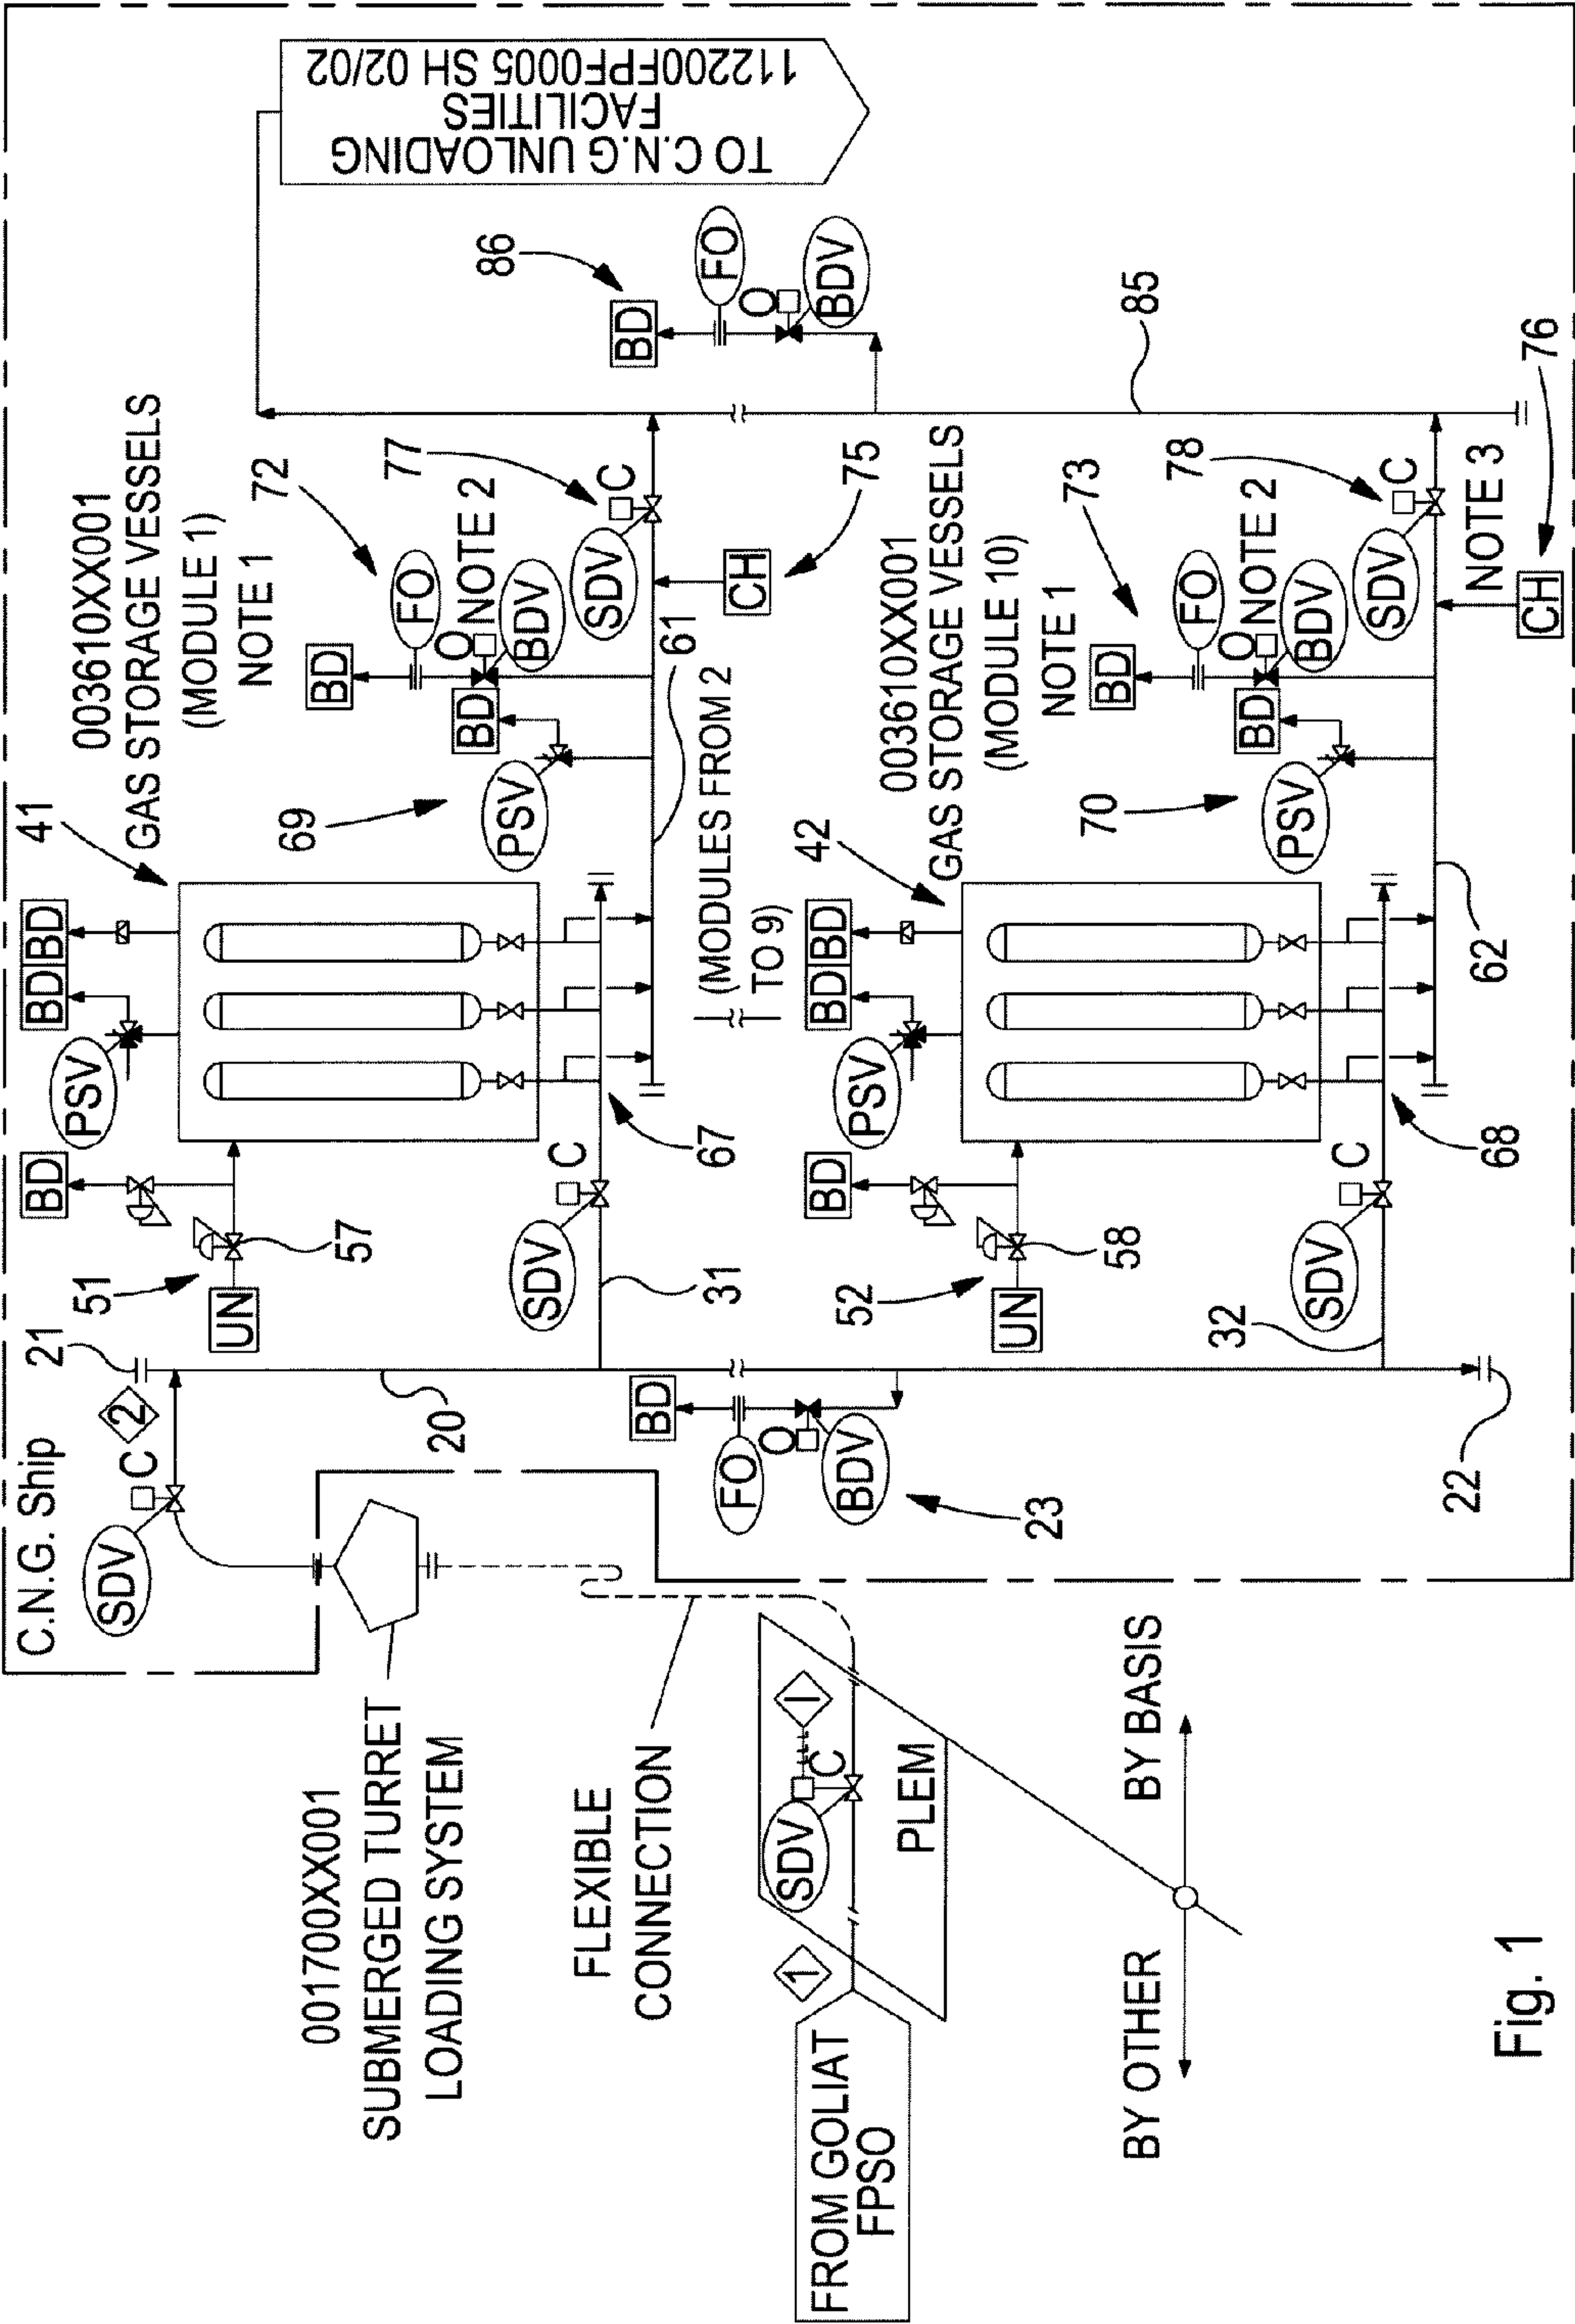 C.N.G. Ship
SDV
C
2
21
20
001700XX001
SUBMERGED TURRET
LOADING SYSTEM
FLEXIBLE
CONNECTION
FROM GOLIAT
FPSO
1
SDV
C
I
PLEM
BY OTHER
BY BASIS
BD
FO
O
BDV
23
22
51
UN
57
BD
PSV
BD
BD
41
003610XX001
GAS STORAGE VESSELS
(MODULE 1)
NOTE 1
SDV
C
31
67
69
PSV
BD
BD
72
FO
O
NOTE 2
BDV
77
C
SDV
61
CH
75
(MODULES FROM 2
TO 9)
52
UN
58
BD
PSV
BD
BD
42
003610XX001
GAS STORAGE VESSELS
(MODULE 10)
NOTE 1
SDV
C
32
68
70
PSV
BD
BD
73
FO
O
NOTE 2
BDV
78
C
SDV
62
NOTE 3
CH
76
85
86
BD
FO
O
BDV
TO C.N.G UNLOADING
FACILITIES
11200FPF0005 SH 02/02
Fig. 1